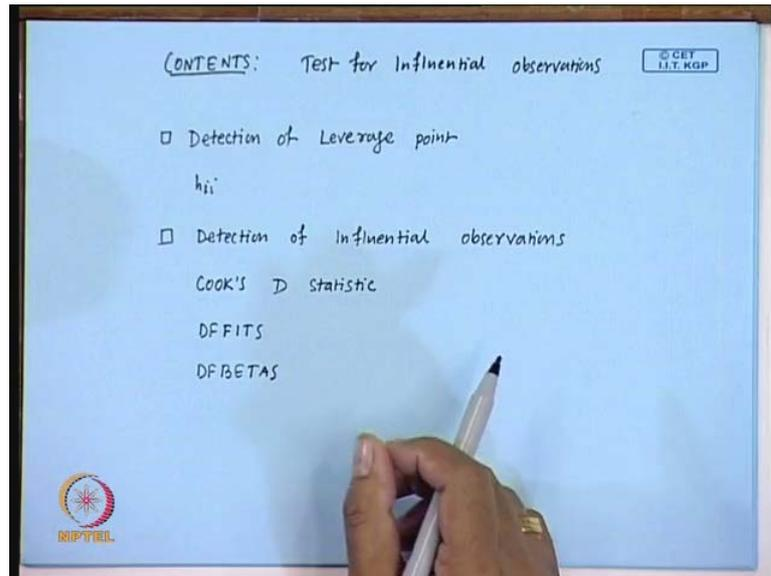 CONTENTS: Test for Influential observations
© CET
I.I.T. KGP
Detection of Leverage point
hii
Detection of Influential observations
COOK'S D statistic
DFFITS
DFBETAS
NPTEL